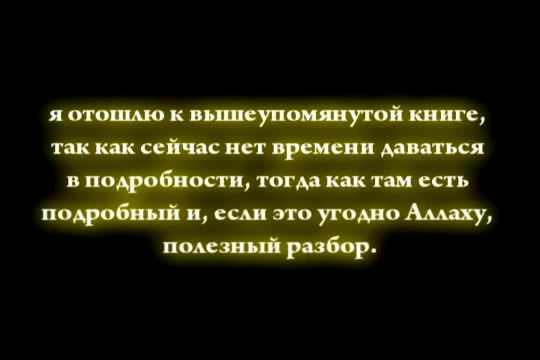 я отошлю к вышеупомянутой книге,
так как сейчас нет времени даваться
в подробности, тогда как там есть
подробный и, если это угодно Аллаху,
полезный разбор.